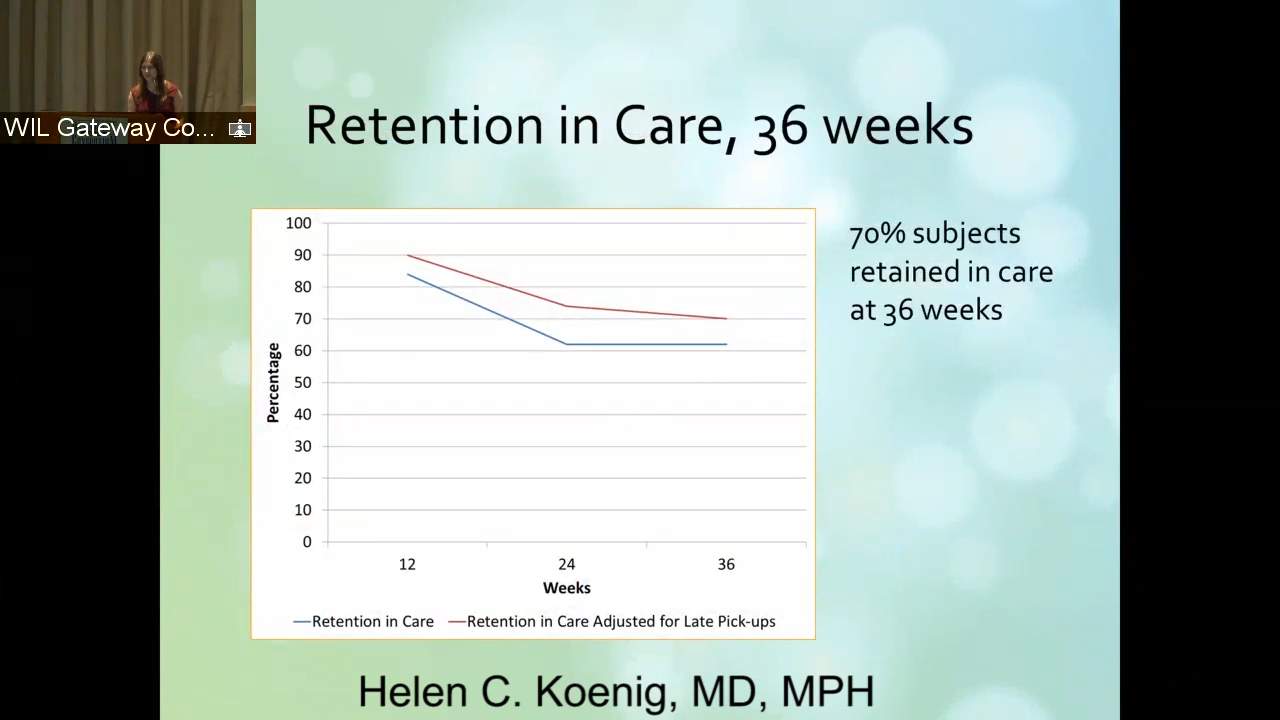 WIL Gateway Co...
Retention in Care, 36 weeks
100
90
80
70
60
50
40
30
20
10
0
Percentage
12 24 36
Weeks
Retention in Care Retention in Care Adjusted for Late Pick-ups
70% subjects
retained in care
at 36 weeks
Helen C. Koenig, MD, MPH